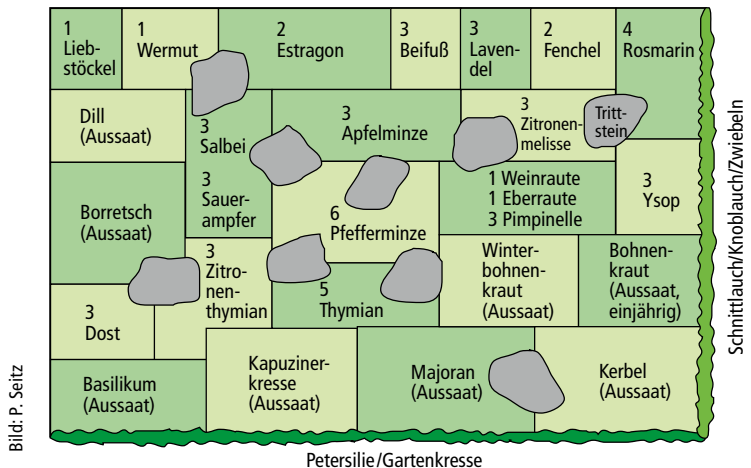 1
Lieb-
stöckel
1
Wermut
2
Estragon
3
Beifuß
3
Laven-
del
2
Fenchel
4
Rosmarin
Dill
(Aussaat)
3
Salbei
3
Sauer-
ampfer
3
Apfelminze
3
Zitronen-
melisse
Tritt-
stein
Borretsch
(Aussaat)
6
Pfefferminze
1 Weinraute
1 Eberraute
3 Pimpinelle
3
Ysop
3
Zitro-
nen-
thymian
5
Thymian
Winter-
bohnen-
kraut
(Aussaat)
Bohnen-
kraut
(Aussaat,
einjährig)
3
Dost
Basilikum
(Aussaat)
Kapuziner-
kresse
(Aussaat)
Majoran
(Aussaat)
Kerbel
(Aussaat)
Schnittlauch/Knoblauch/Zwiebeln
Petersilie/Gartenkresse
Bild: P. Seitz